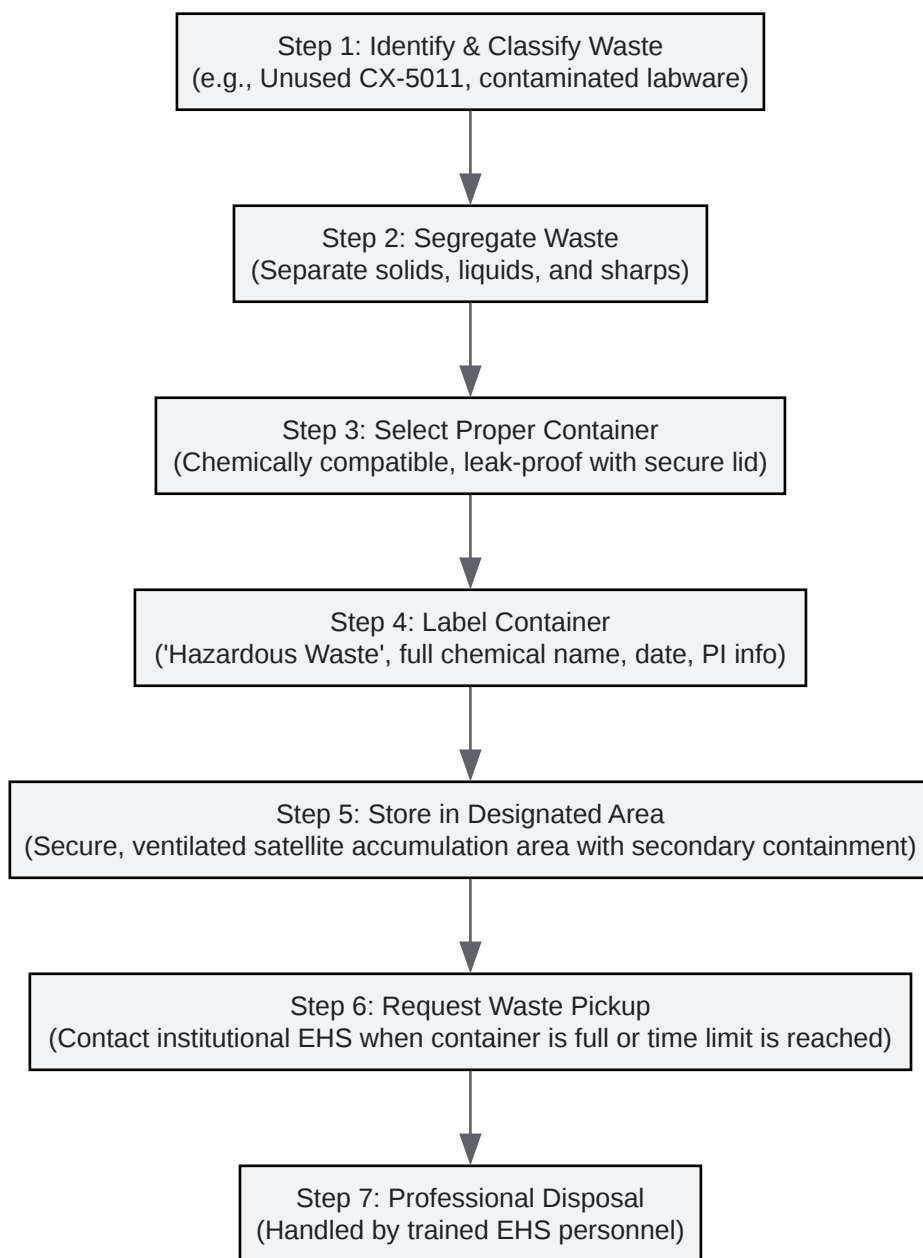 Step 1: Identify & Classify Waste
(e.g., Unused CX-5011, contaminated labware)
Step 2: Segregate Waste
(Separate solids, liquids, and sharps)
Step 3: Select Proper Container
(Chemically compatible, leak-proof with secure lid)
Step 4: Label Container
('Hazardous Waste', full chemical name, date, PI info)
Step 5: Store in Designated Area
(Secure, ventilated satellite accumulation area with secondary containment)
Step 6: Request Waste Pickup
(Contact institutional EHS when container is full or time limit is reached)
Step 7: Professional Disposal
(Handled by trained EHS personnel)